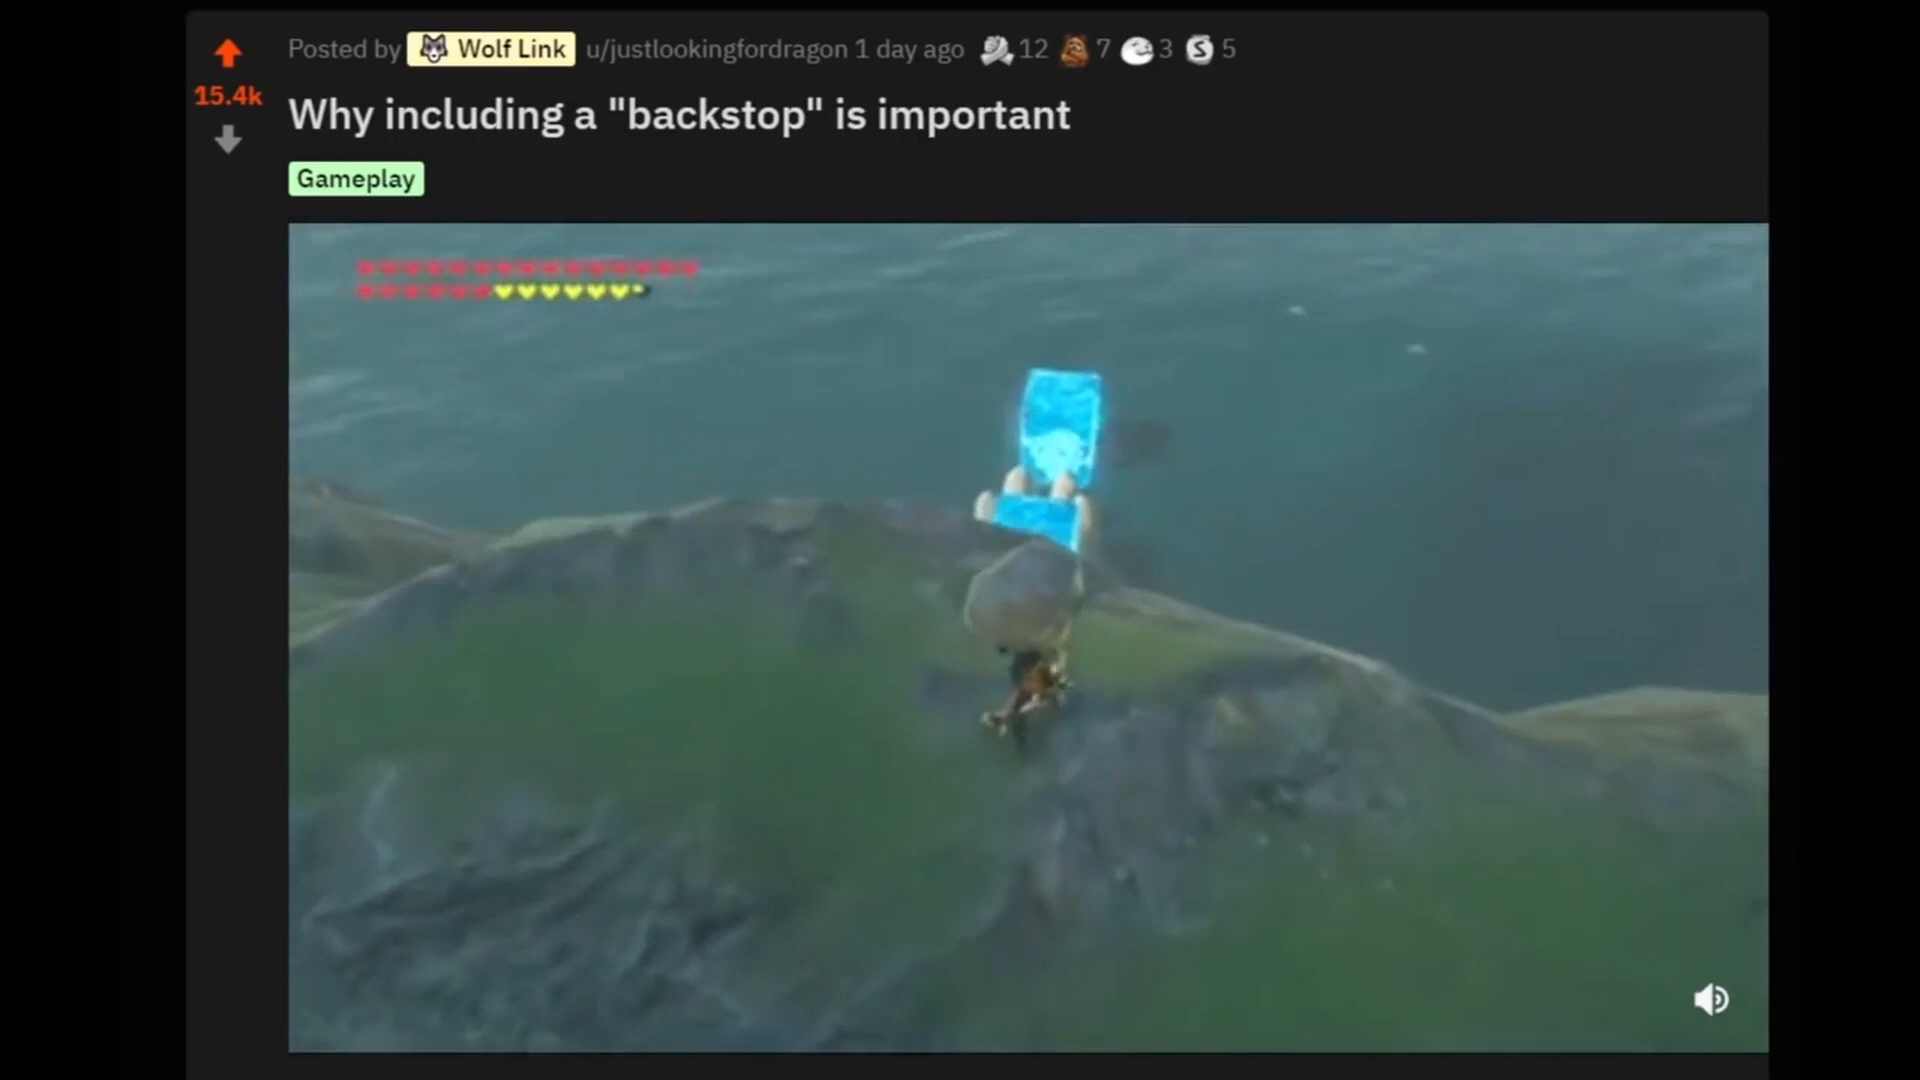 Posted by Wolf Link u/justlookingfordragon 1 day ago 12 7 3 S 5
15.4k
Why including a "backstop" is important
Gameplay